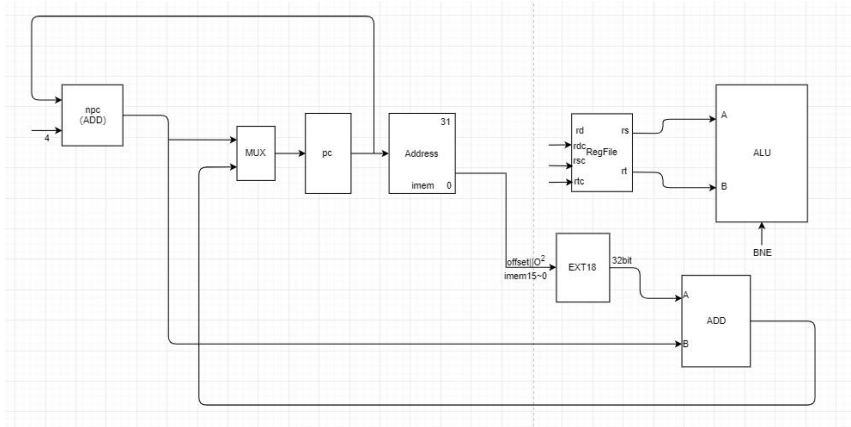 npc
(ADD)
4
MUX
pc
31
Address
imem 0
rd rs
rdc
RegFile
rsc
rt
rtc
A
ALU
B
BNE
offset||O²
imem15~0
EXT18
32bit
A
ADD
B